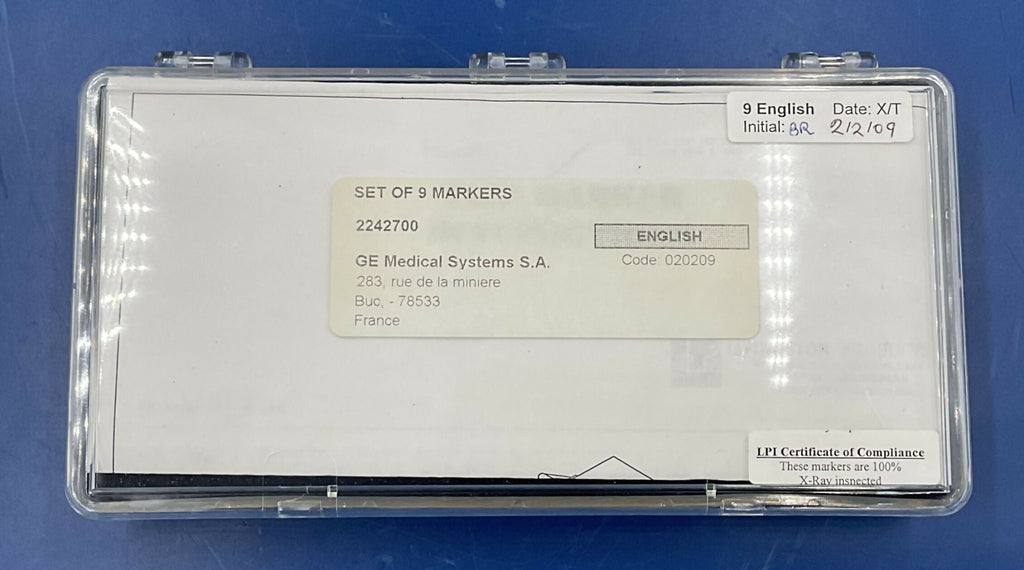 9 English Date: X/T
Initial: BR 2/2/09
SET OF 9 MARKERS
2242700
ENGLISH
GE Medical Systems S.A.
Code: 020209
283, rue de la miniere
Buc, - 78533
France
LPI Certificate of Compliance
These markers are 100%
X-Ray inspected